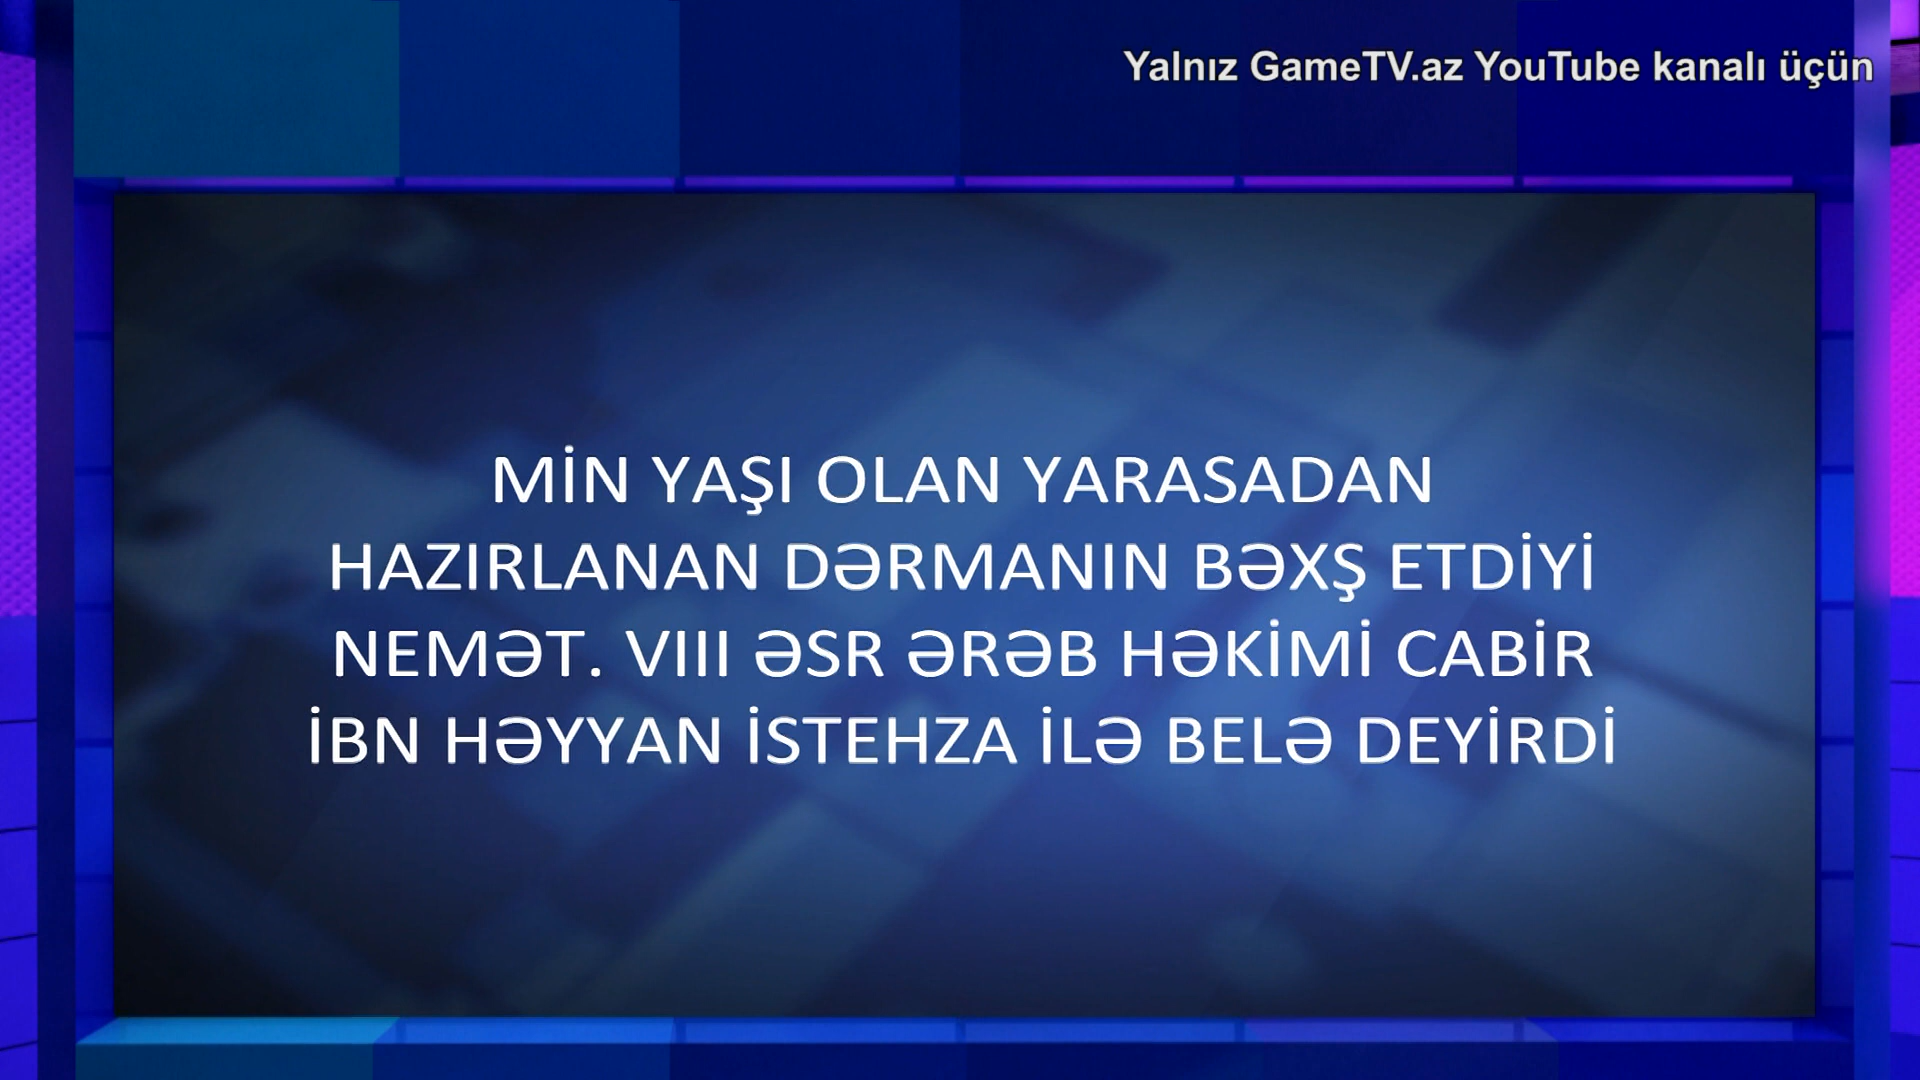 Yalnız GameTV.az YouTube kanalı üçün
MİN YAŞI OLAN YARASADAN
HAZIRLANAN DƏRMANIN BƏXŞ ETDİYİ
NEMƏT. VIII ƏSR ƏRƏB HƏKİMİ CABİR
İBN HƏYYAN İSTEHZA İLƏ BELƏ DEYİRDİ